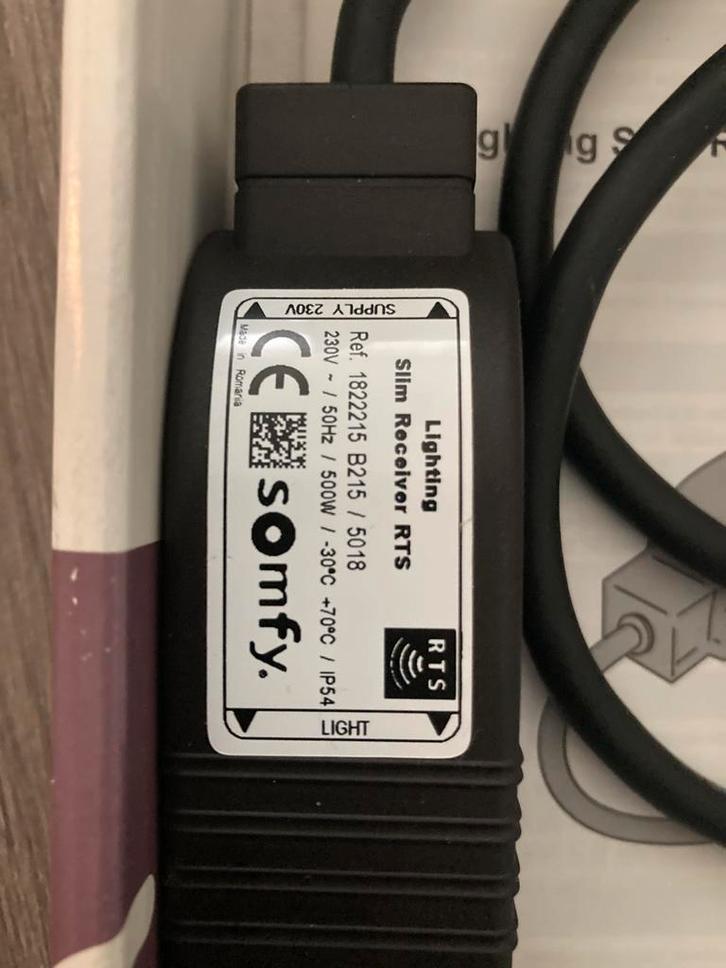 SUPPLY 230V
Lighting
Slim Receiver RTS
Ref. 1822215 B215 / 5018
230V ~ / 50Hz / 500W / -30°C +70°C / IP54
CE
somfy.
Made in Romania
RTS
LIGHT